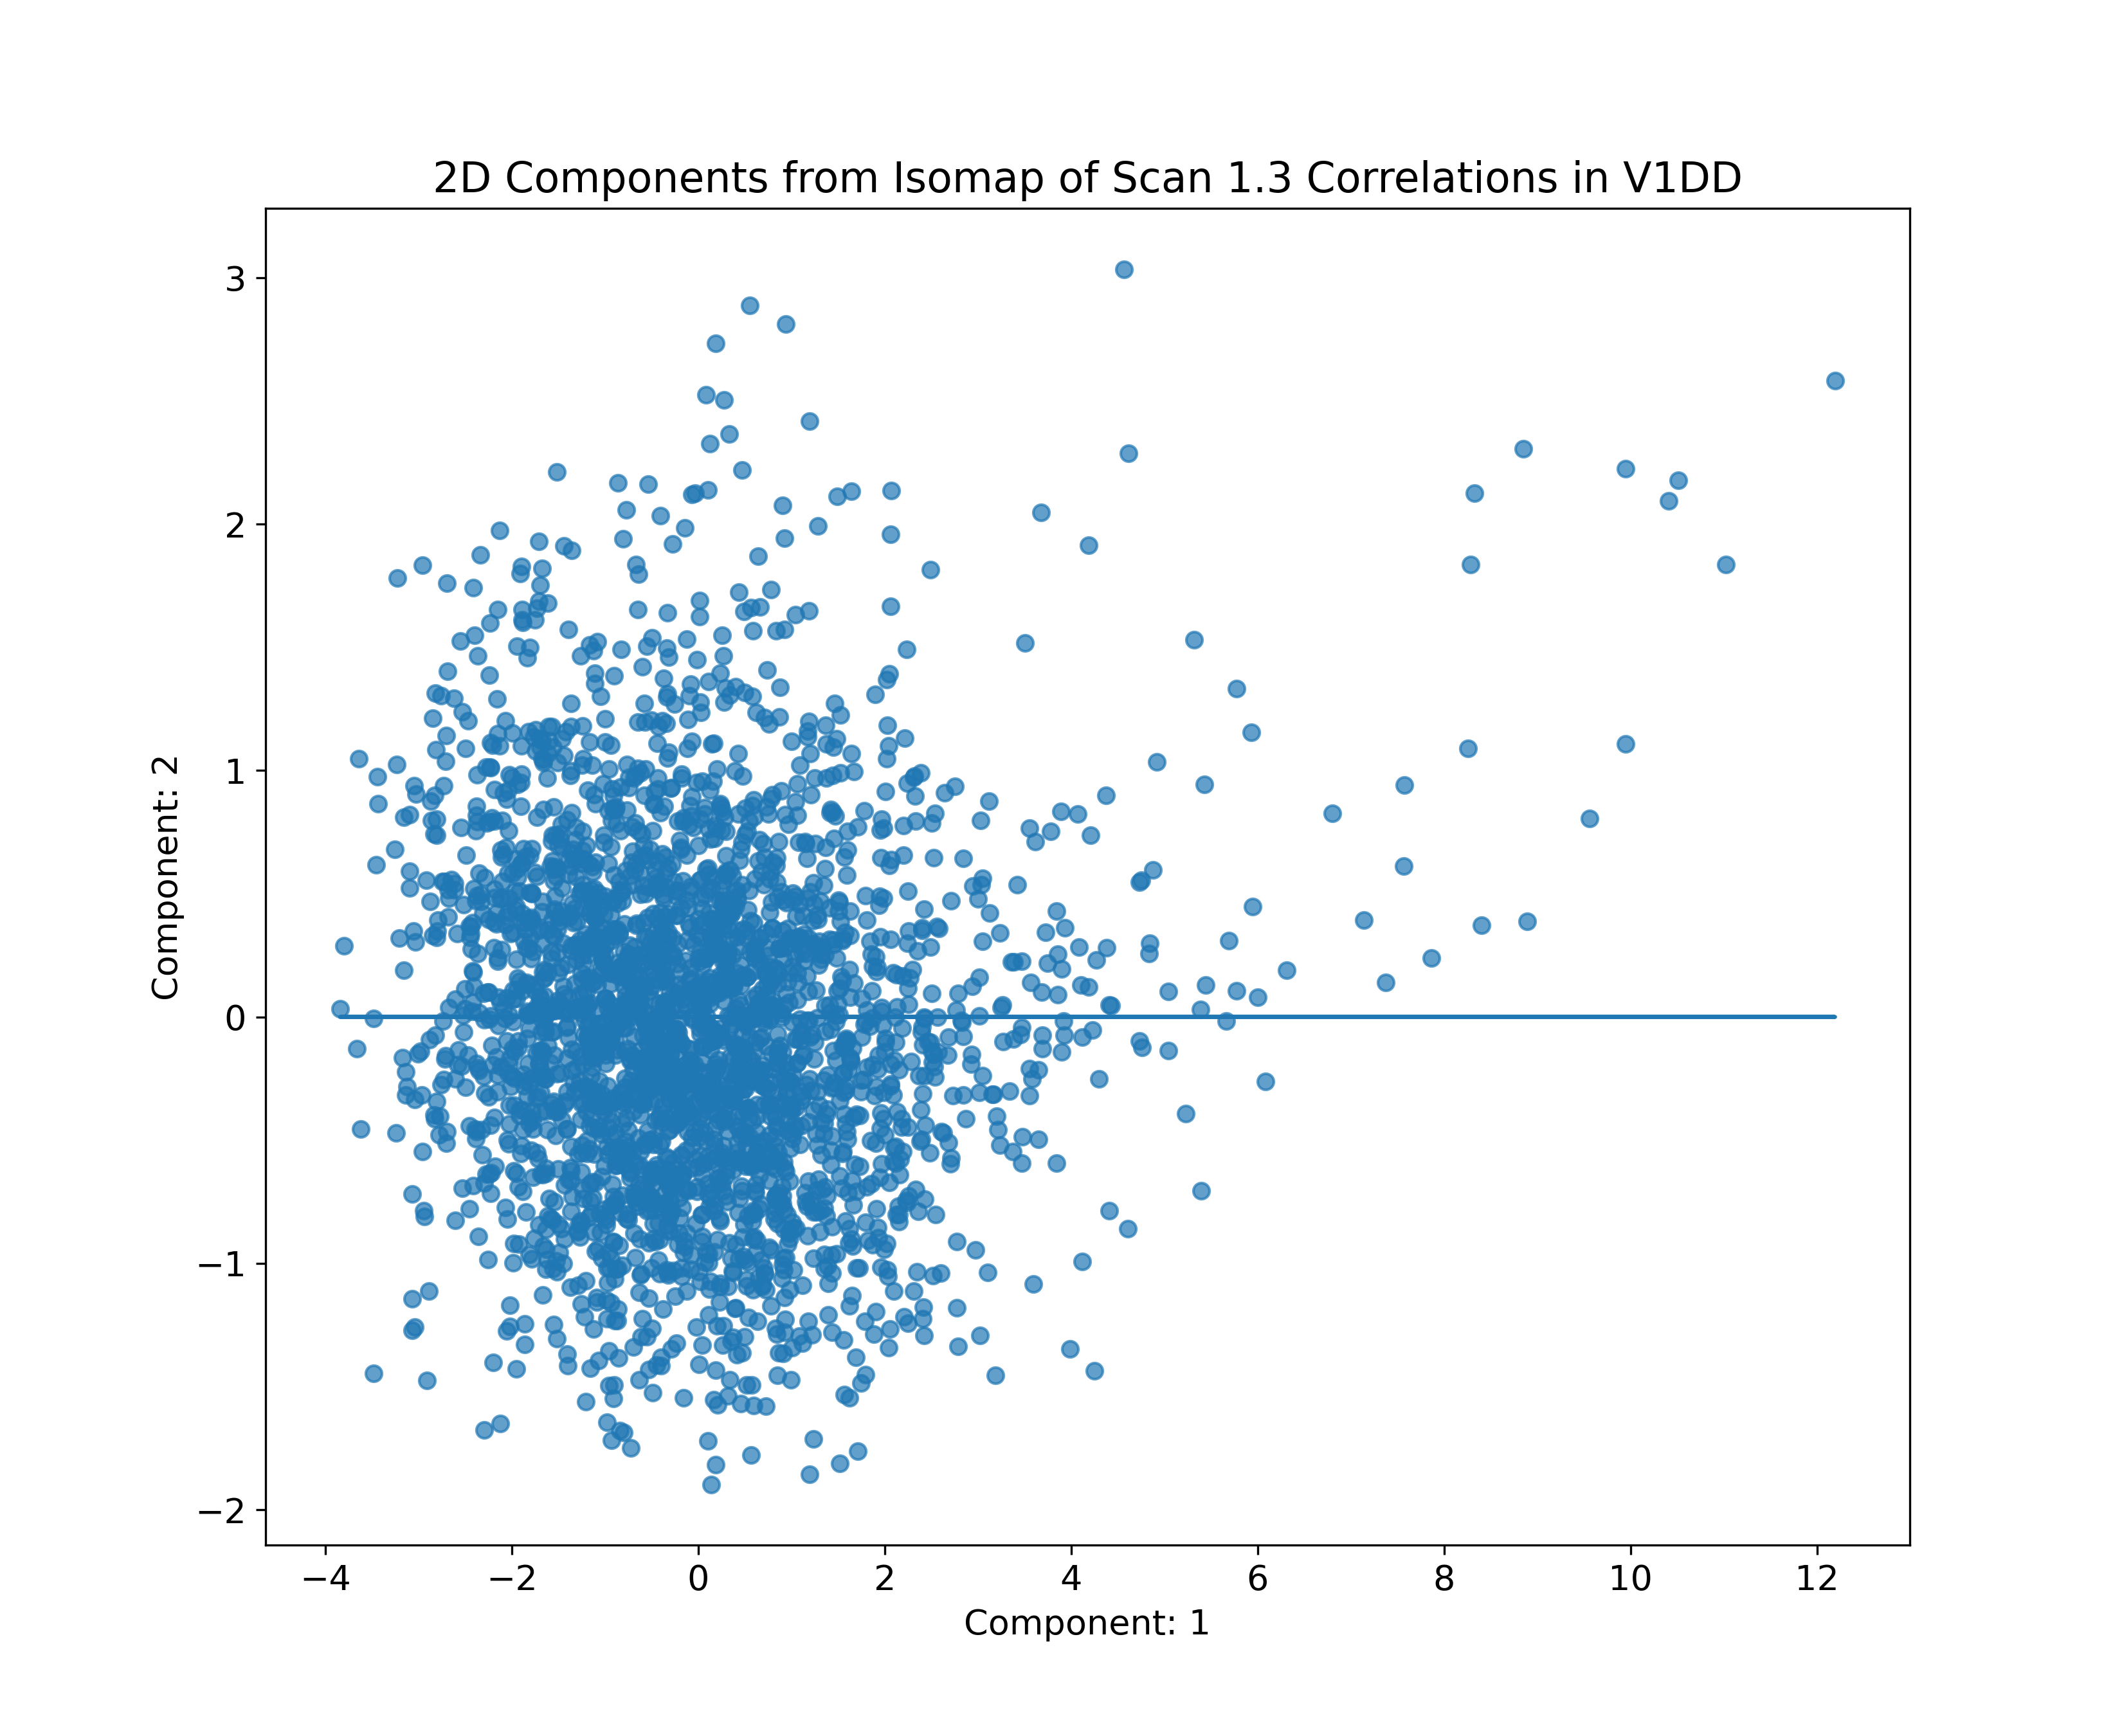 2D Components from Isomap of Scan 1.3 Correlations in V1DD
3
2
1
0
−1
−2
Component: 2
−4 −2 0 2 4 6 8 10 12
Component: 1